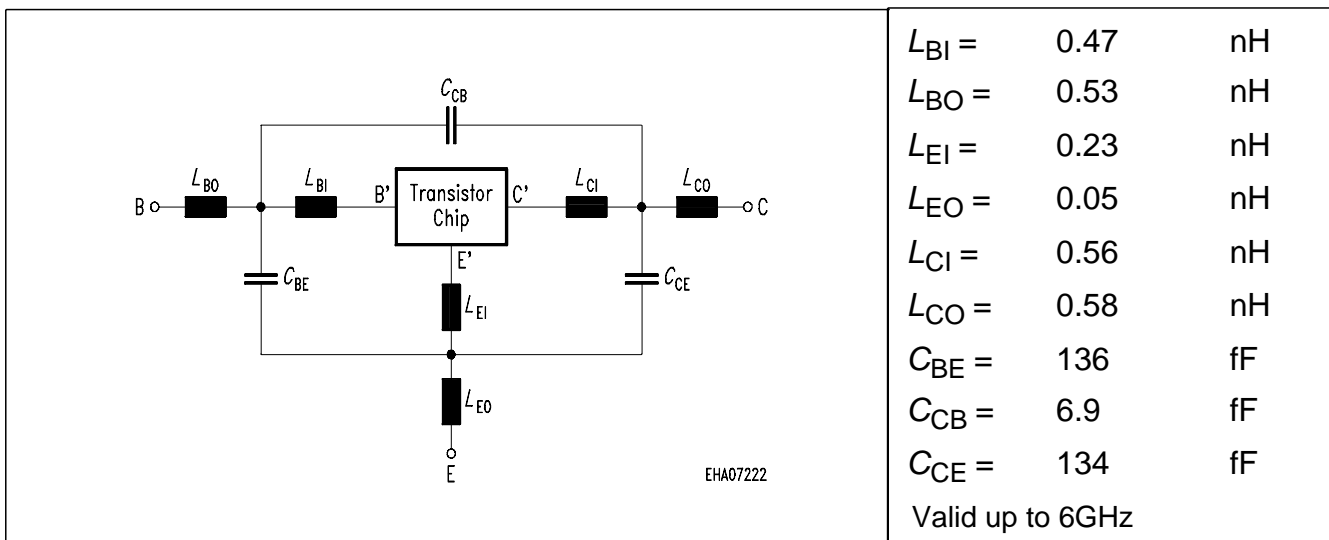 C_CB
L_BO
L_BI
B'
Transistor
Chip
C'
L_CI
L_CO
B
C
E'
C_BE
C_CE
L_EI
L_EO
E
EHA07222
L_BI = 0.47 nH
L_BO = 0.53 nH
L_EI = 0.23 nH
L_EO = 0.05 nH
L_CI = 0.56 nH
L_CO = 0.58 nH
C_BE = 136 fF
C_CB = 6.9 fF
C_CE = 134 fF
Valid up to 6GHz